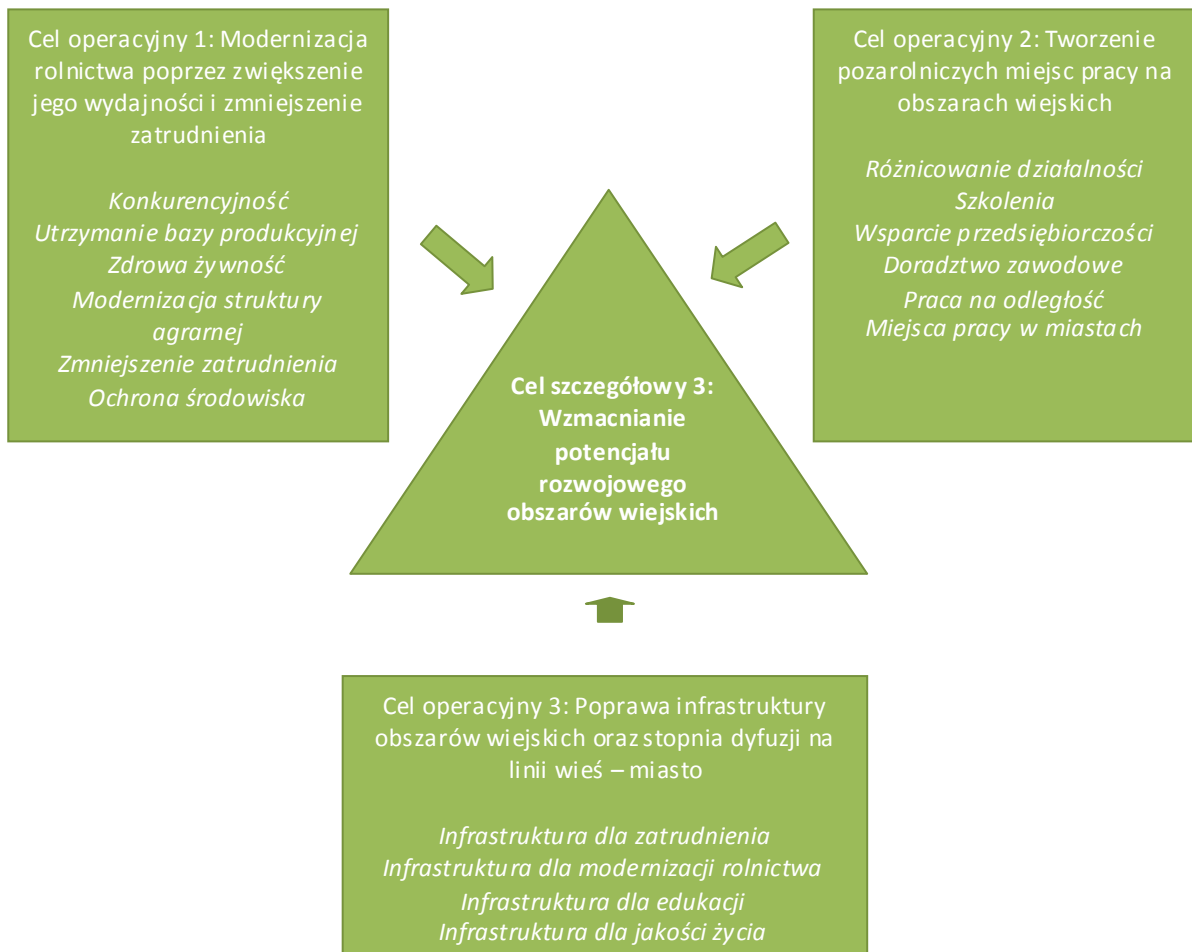 Cel operacyjny 1: Modernizacja
rolnictwa poprzez zwiększenie
jego wydajności i zmniejszenie
zatrudnienia
Konkurencyjność
Utrzymanie bazy produkcyjnej
Zdrowa żywność
Modernizacja struktury
agrarnej
Zmniejszenie zatrudnienia
Ochrona środowiska
Cel operacyjny 2: Tworzenie
pozarolniczych miejsc pracy na
obszarach wiejskich
Różnicowanie działalności
Szkolenia
Wsparcie przedsiębiorczości
Doradztwo zawodowe
Praca na odległość
Miejsca pracy w miastach
Cel szczegółowy 3:
Wzmacnianie
potencjału
rozwojowego
obszarów wiejskich
Cel operacyjny 3: Poprawa infrastruktury
obszarów wiejskich oraz stopnia dyfuzji na
linii wieś – miasto
Infrastruktura dla zatrudnienia
Infrastruktura dla modernizacji rolnictwa
Infrastruktura dla edukacji
Infrastruktura dla jakości życia